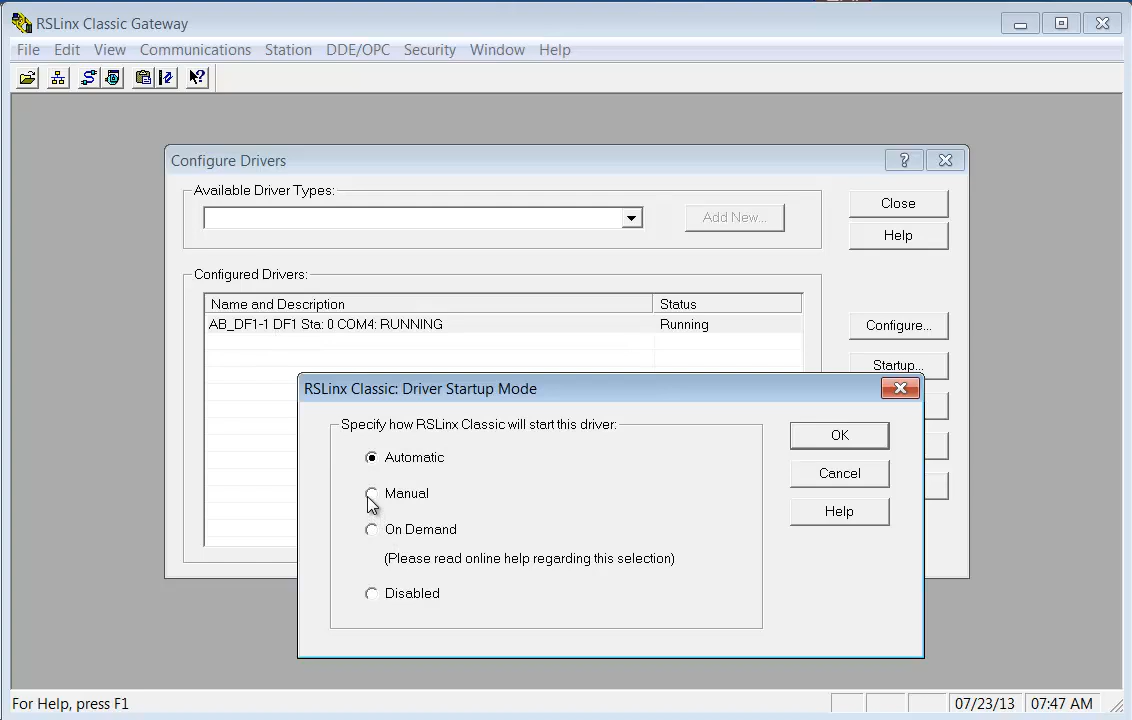 RSLinx Classic Gateway
File Edit View Communications Station DDE/OPC Security Window Help
Configure Drivers
Available Driver Types:
Add New...
Close
Help
Configured Drivers:
Name and Description Status
AB_DF1-1 DF1 Sta: 0 COM4: RUNNING Running
Configure...
Startup...
RSLinx Classic: Driver Startup Mode
Specify how RSLinx Classic will start this driver:
Automatic
Manual
On Demand
(Please read online help regarding this selection)
Disabled
OK
Cancel
Help
For Help, press F1 07/23/13 07:47 AM